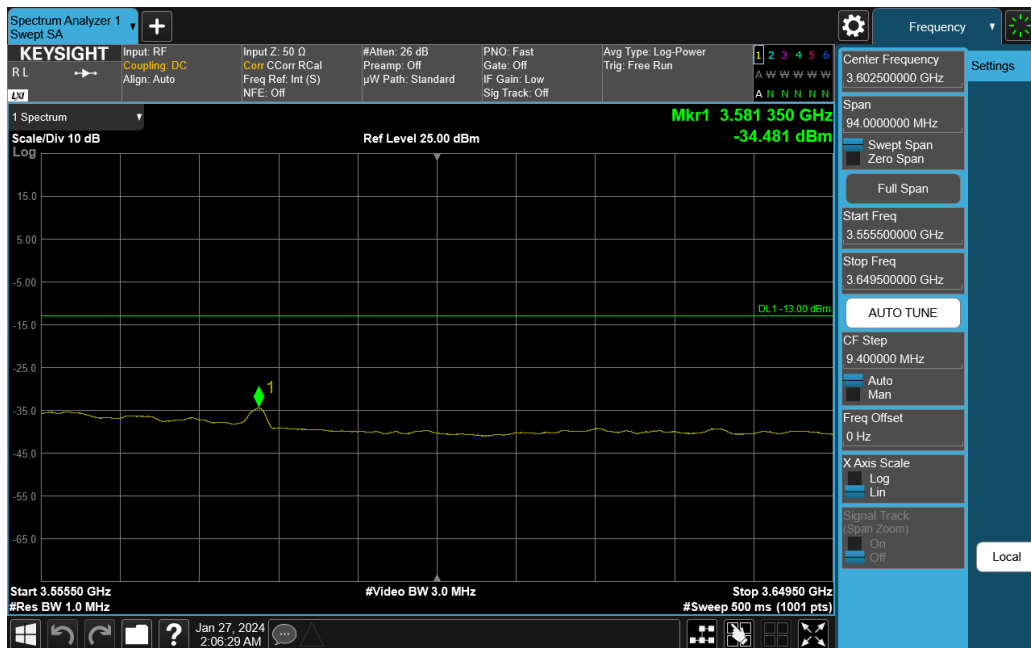 Spectrum Analyzer 1
Swept SA
Frequency
KEYSIGHT
R L
LXI
Input: RF
Coupling: DC
Align: Auto
Input Z: 50 Ω
Corr CCorr RCal
Freq Ref: Int (S)
NFE: Off
#Atten: 26 dB
Preamp: Off
µW Path: Standard
PNO: Fast
Gate: Off
IF Gain: Low
Sig Track: Off
Avg Type: Log-Power
Trig: Free Run
1 2 3 4 5 6
A W W W W W
A N N N N N
1 Spectrum
Mkr1 3.581 350 GHz
-34.481 dBm
Scale/Div 10 dB
Ref Level 25.00 dBm
Log
15.0
5.00
-5.00
DL1 -13.00 dBm
-15.0
-25.0
1
-35.0
-45.0
-55.0
-65.0
Start 3.55550 GHz
#Video BW 3.0 MHz
Stop 3.64950 GHz
#Res BW 1.0 MHz
#Sweep 500 ms (1001 pts)
Jan 27, 2024
2:06:29 AM
Center Frequency
3.602500000 GHz
Settings
Span
94.0000000 MHz
Swept Span
Zero Span
Full Span
Start Freq
3.555500000 GHz
Stop Freq
3.649500000 GHz
AUTO TUNE
CF Step
9.400000 MHz
Auto
Man
Freq Offset
0 Hz
X Axis Scale
Log
Lin
Signal Track
(Span Zoom)
On
Off
Local